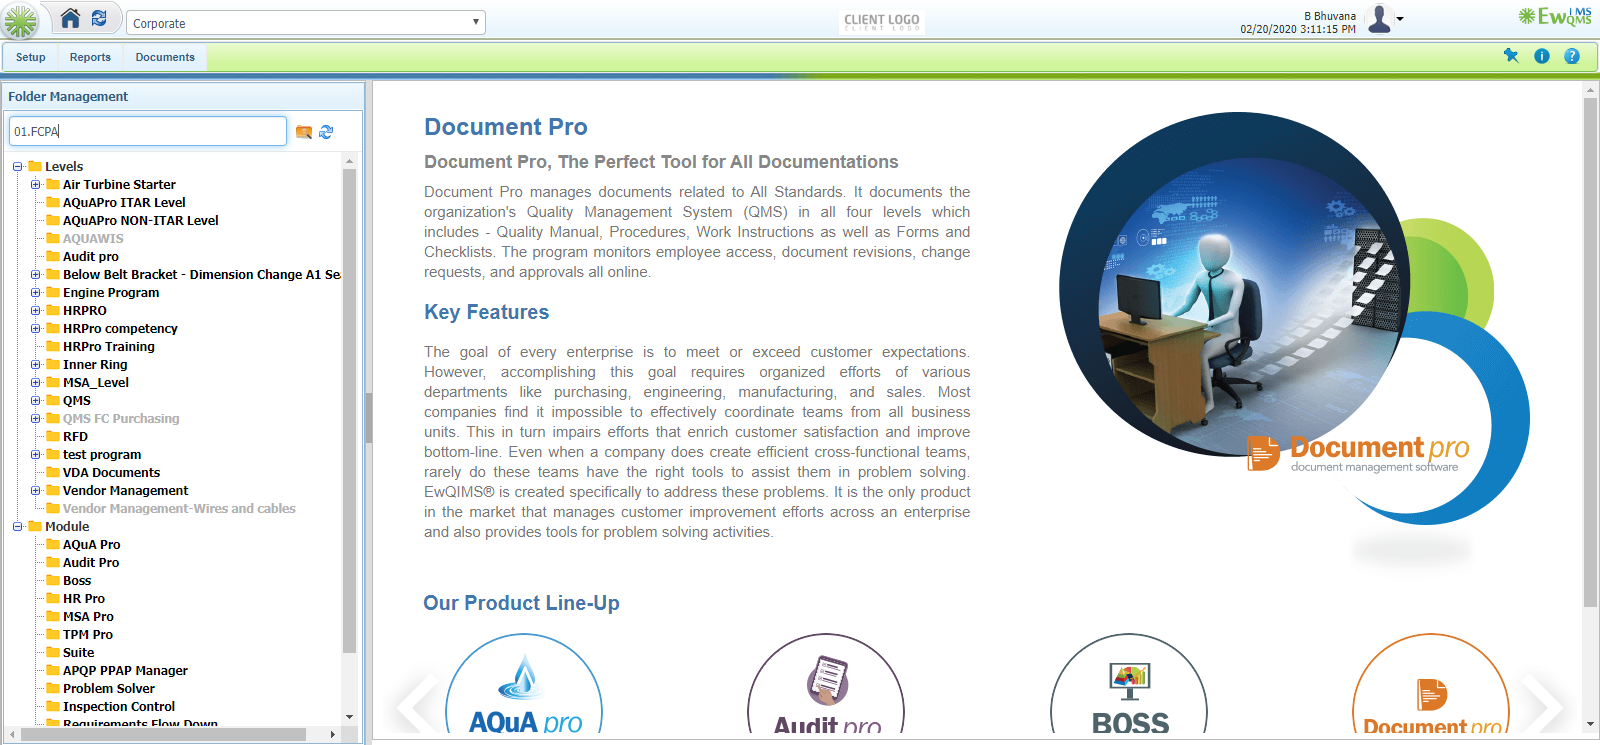 Corporate
CLIENT LOGO
CLIENT LOGO
B Bhuvana
02/20/2020 3:11:15 PM
EwQIMS
QMS
Setup Reports Documents
Folder Management
01.FCPA
Levels
Air Turbine Starter
AQuAPro ITAR Level
AQuAPro NON-ITAR Level
AQUAWIS
Audit pro
Below Belt Bracket - Dimension Change A1 Sea
Engine Program
HRPRO
HRPro competency
HRPro Training
Inner Ring
MSA_Level
QMS
QMS FC Purchasing
RFD
test program
VDA Documents
Vendor Management
Vendor Management-Wires and cables
Module
AQuA Pro
Audit Pro
Boss
HR Pro
MSA Pro
TPM Pro
Suite
APQP PPAP Manager
Problem Solver
Inspection Control
Requirements Flow Down
Document Pro
Document Pro, The Perfect Tool for All Documentations
Document Pro manages documents related to All Standards. It documents the
organization's Quality Management System (QMS) in all four levels which
includes - Quality Manual, Procedures, Work Instructions as well as Forms and
Checklists. The program monitors employee access, document revisions, change
requests, and approvals all online.
Key Features
The goal of every enterprise is to meet or exceed customer expectations.
However, accomplishing this goal requires organized efforts of various
departments like purchasing, engineering, manufacturing, and sales. Most
companies find it impossible to effectively coordinate teams from all business
units. This in turn impairs efforts that enrich customer satisfaction and improve
bottom-line. Even when a company does create efficient cross-functional teams,
rarely do these teams have the right tools to assist them in problem solving.
EwQIMS® is created specifically to address these problems. It is the only product
in the market that manages customer improvement efforts across an enterprise
and also provides tools for problem solving activities.
Document pro
document management software
Our Product Line-Up
AQuA pro
Audit pro
BOSS
Document pro